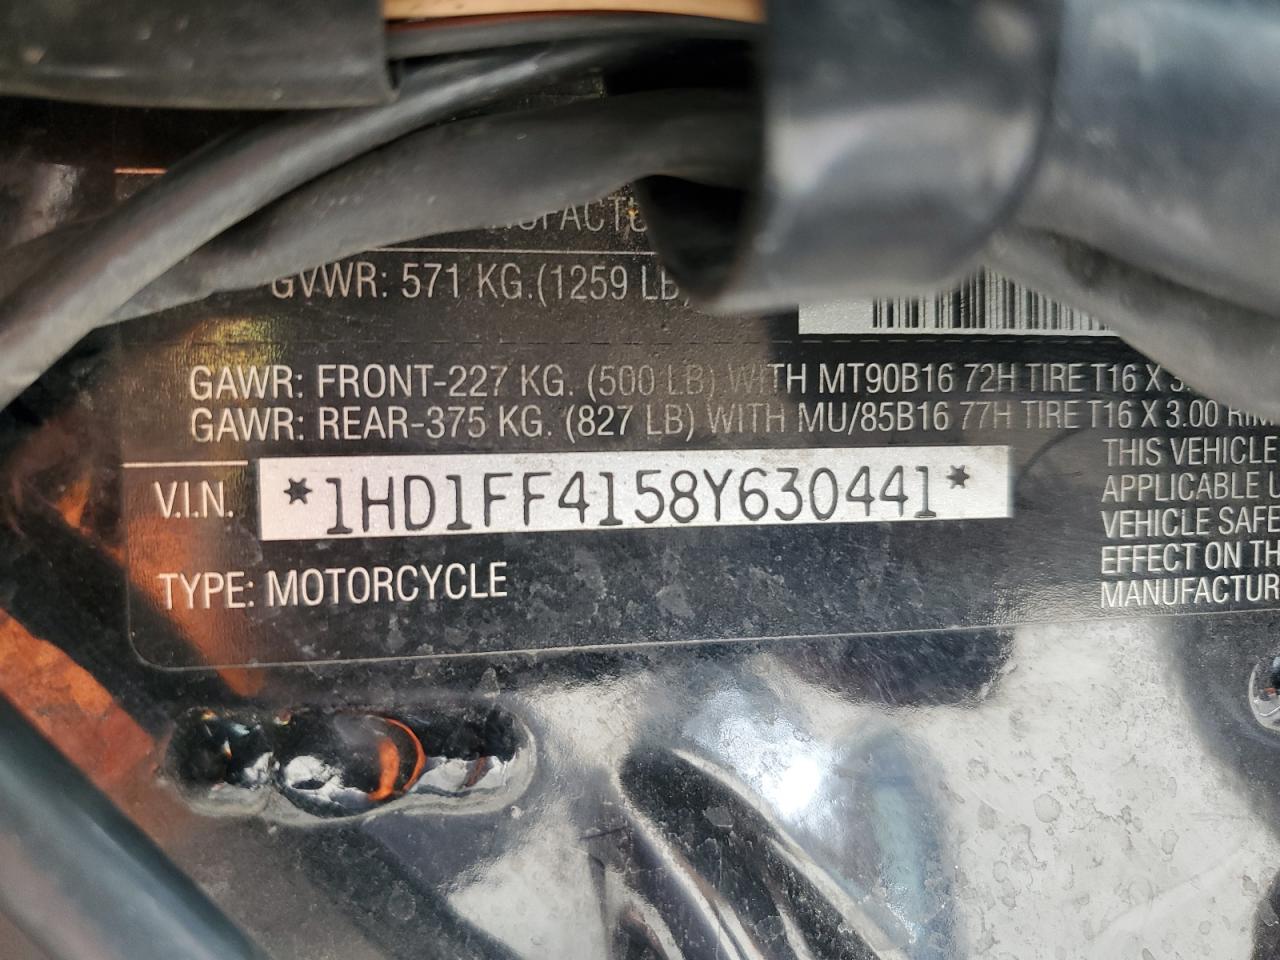 GVWR: 571 KG.(1259 LB)
GAWR: FRONT-227 KG. (500 LB) WITH MT90B16 72H TIRE T16 X
GAWR: REAR-375 KG. (827 LB) WITH MU/85B16 77H TIRE T16 X 3.00 RIM
V.I.N. *1HD1FF4158Y630441*
TYPE: MOTORCYCLE
THIS VEHICLE
APPLICABLE
VEHICLE SAFE
EFFECT ON TH
MANUFACTUR